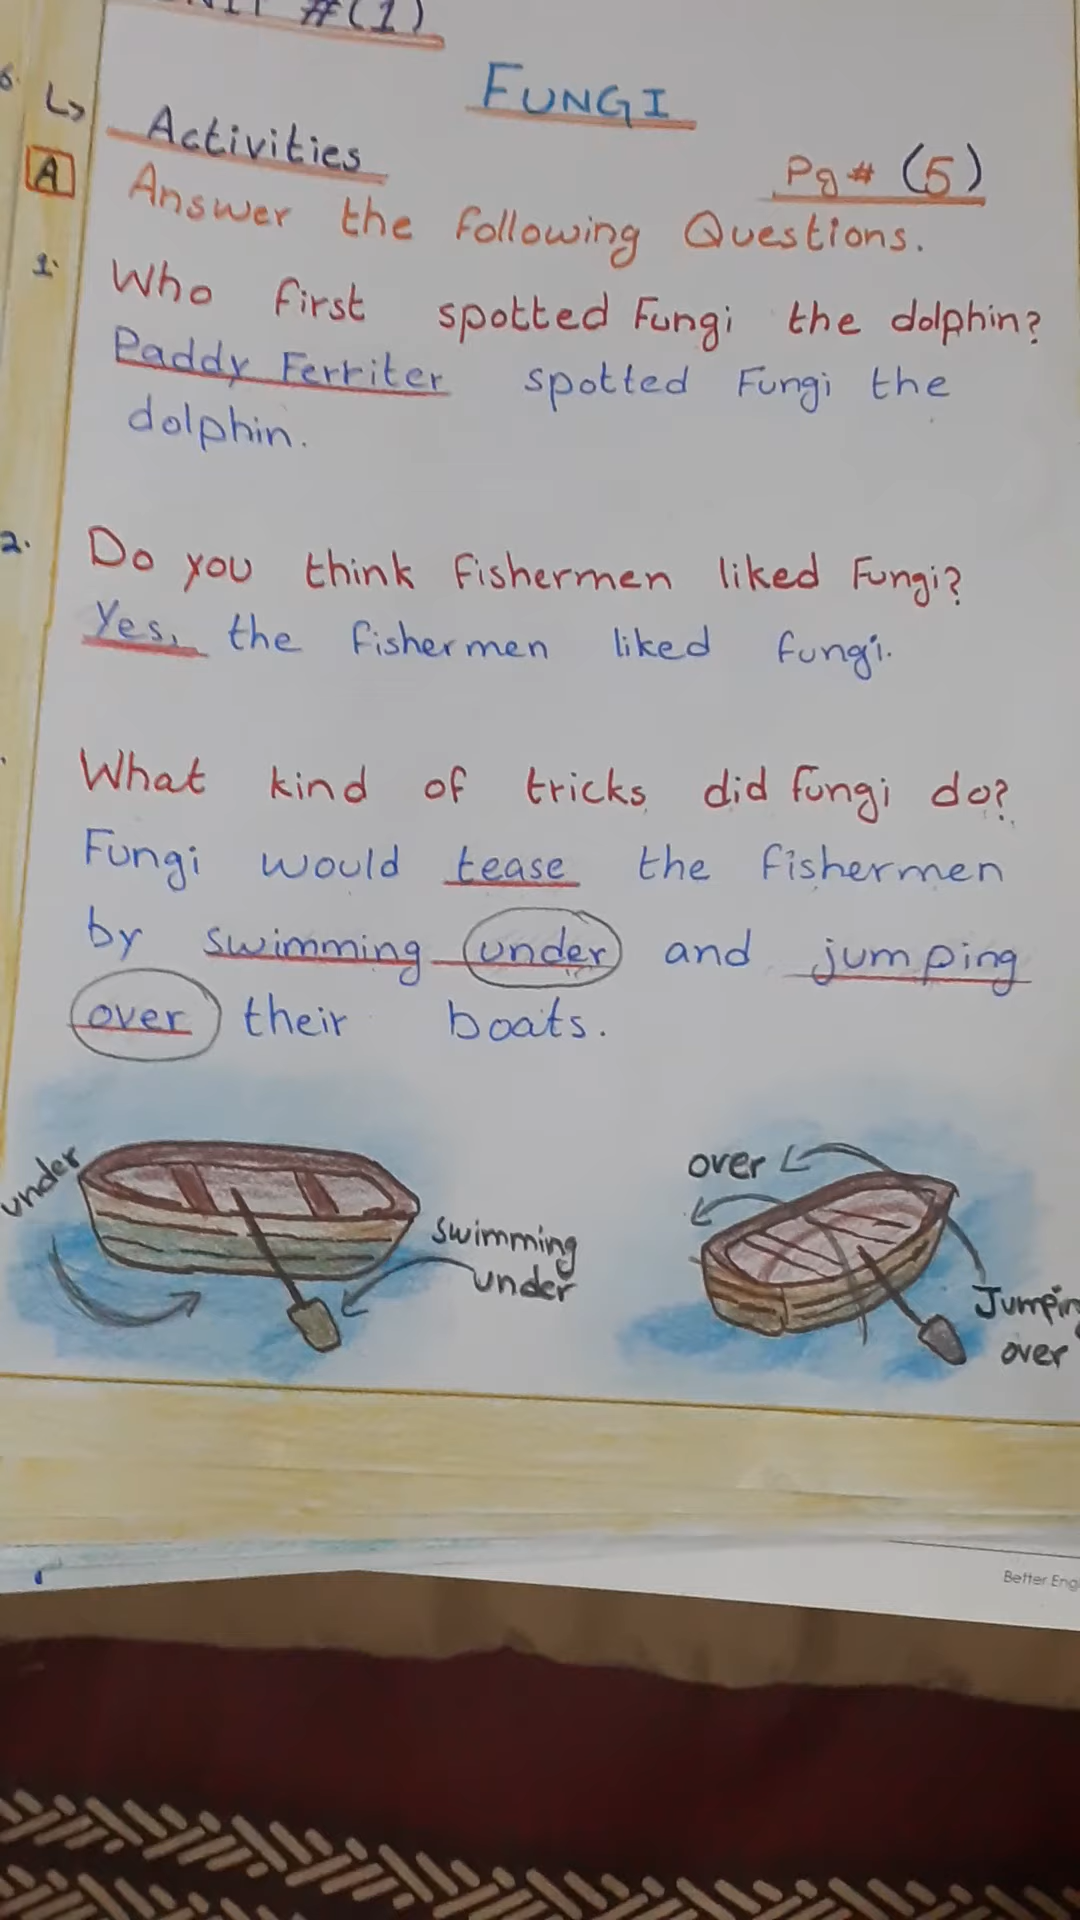 #(1)
FUNGI
Activities
Pg # (5)
A Answer the following Questions.
1. Who first spotted Fungi the dolphin?
Paddy Ferriter spotted Fungi the
dolphin.
2. Do you think fishermen liked Fungi?
Yes, the fishermen liked fungi.
What kind of tricks did fungi do?
Fungi would tease the fishermen
by swimming under and jumping
over their boats.
under
swimming
under
over
Jumping
over
Better Eng